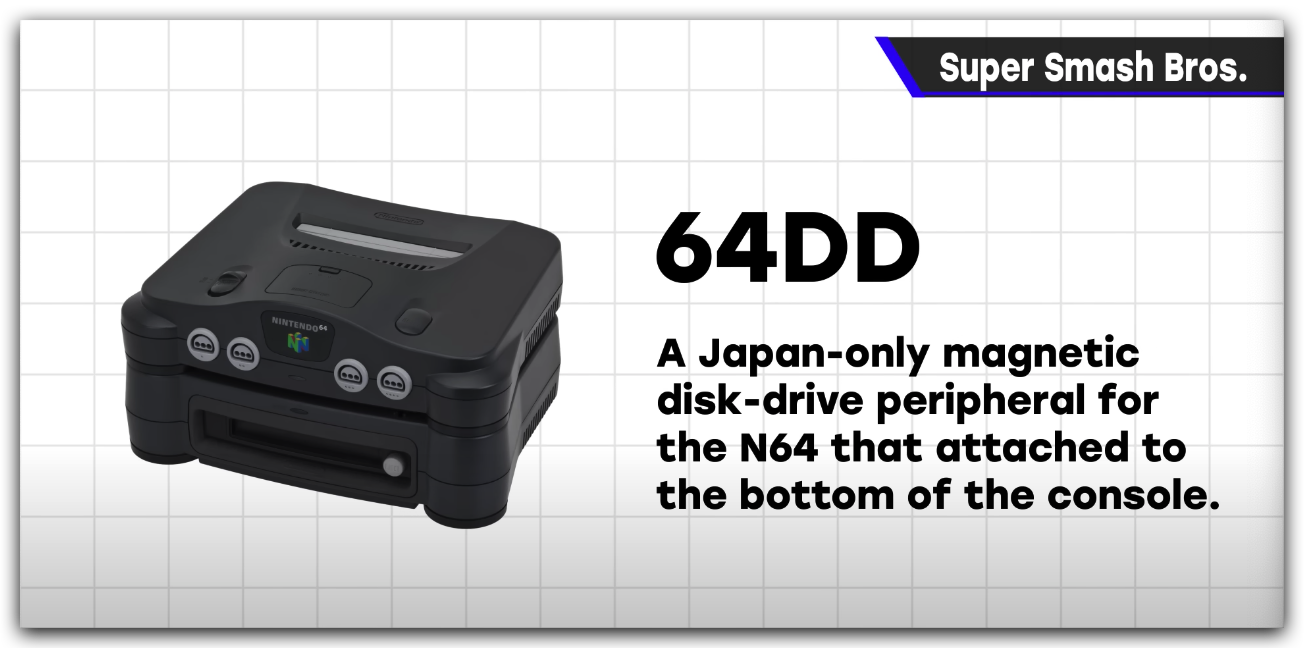 Super Smash Bros.
64DD
A Japan-only magnetic
disk-drive peripheral for
the N64 that attached to
the bottom of the console.
NINTENDO64